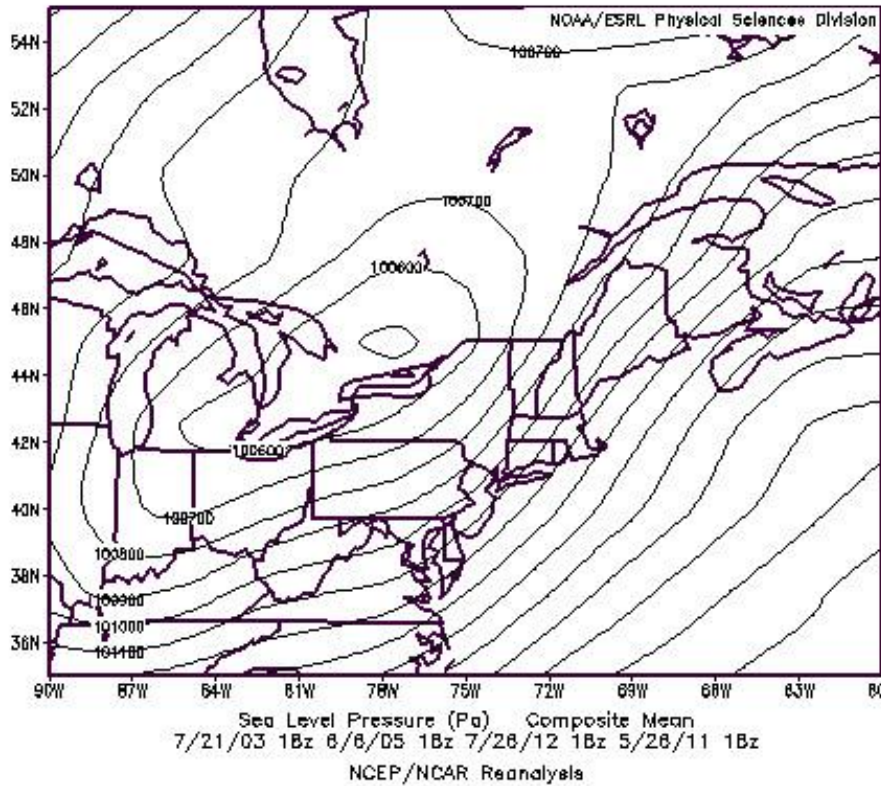 NOAA/ESRL Physical Sciences Division
54N
52N
50N
48N
46N
44N
42N
40N
38N
36N
100700
100700
100600
100600
100700
100800
100900
101000
101100
90W 87W 84W 81W 78W 75W 72W 69W 66W 63W 60
Sea Level Pressure (Pa) Composite Mean
7/21/03 18z 6/6/05 18z 7/26/12 18z 5/26/11 18z
NCEP/NCAR Reanalysis